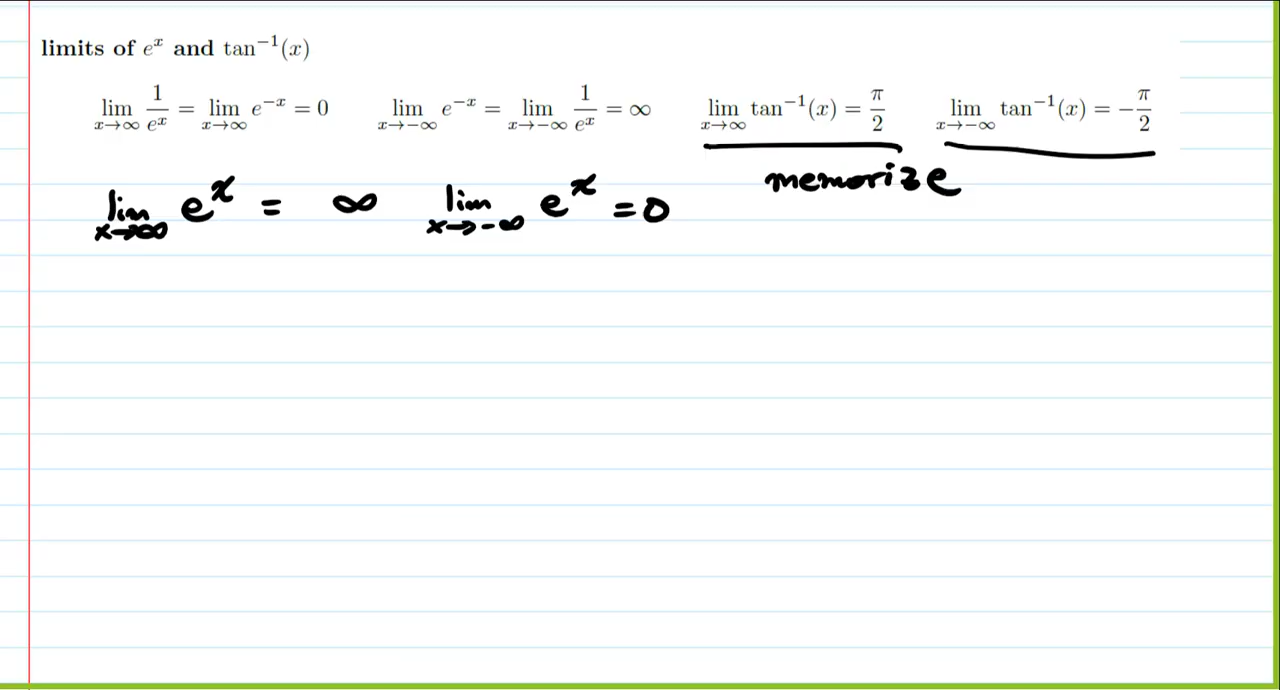 limits of e^x and tan^{-1}(x)
lim_{x→∞} 1/e^x = lim_{x→∞} e^{-x} = 0    lim_{x→-∞} e^{-x} = lim_{x→-∞} 1/e^x = ∞    lim_{x→∞} tan^{-1}(x) = π/2    lim_{x→-∞} tan^{-1}(x) = -π/2
memorize
lim_{x→∞} e^x = ∞    lim_{x→-∞} e^x = 0